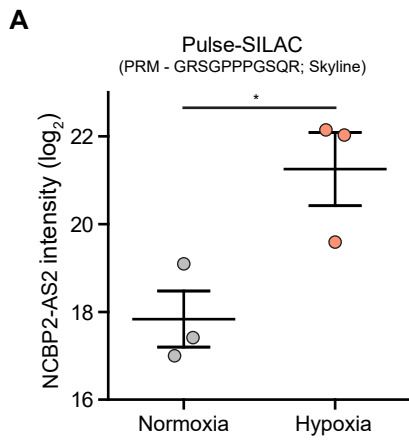 A
Pulse-SILAC
(PRM - GRSGPPPGSQR; Skyline)
*
NCBP2-AS2 intensity (log₂)
22
20
18
16
Normoxia Hypoxia